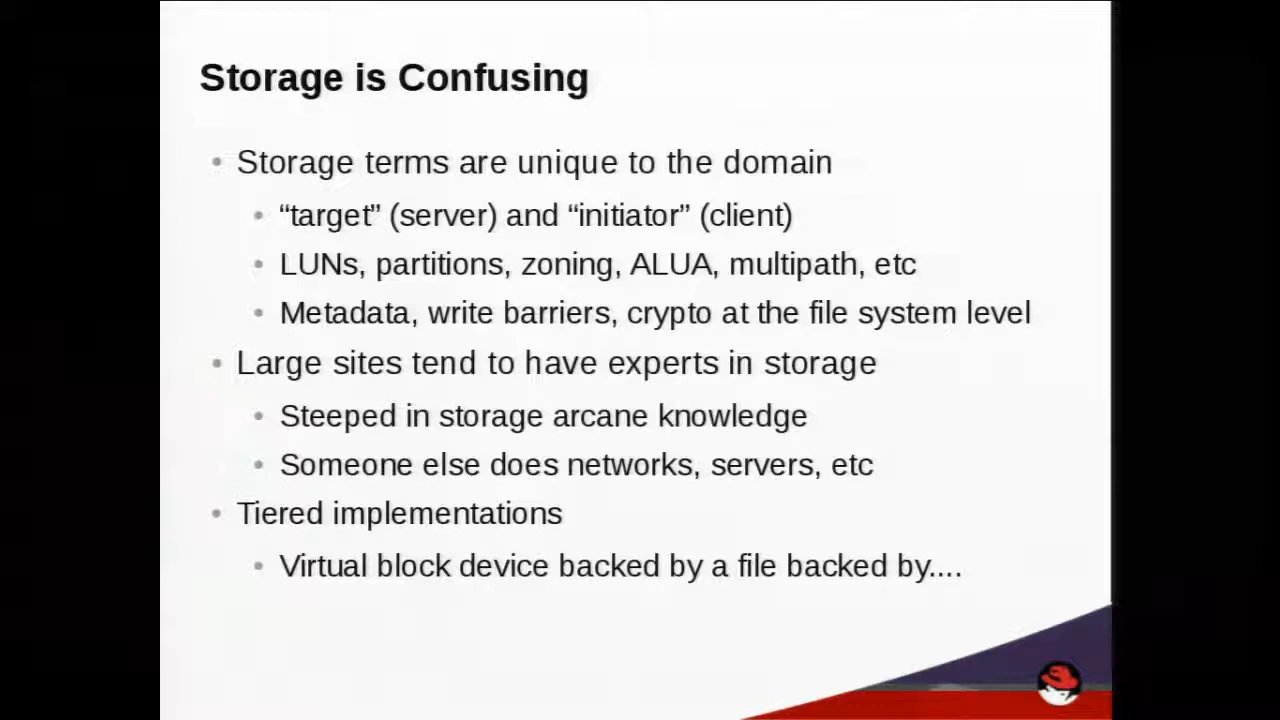 Storage is Confusing
Storage terms are unique to the domain
“target” (server) and “initiator” (client)
LUNs, partitions, zoning, ALUA, multipath, etc
Metadata, write barriers, crypto at the file system level
Large sites tend to have experts in storage
Steeped in storage arcane knowledge
Someone else does networks, servers, etc
Tiered implementations
Virtual block device backed by a file backed by....